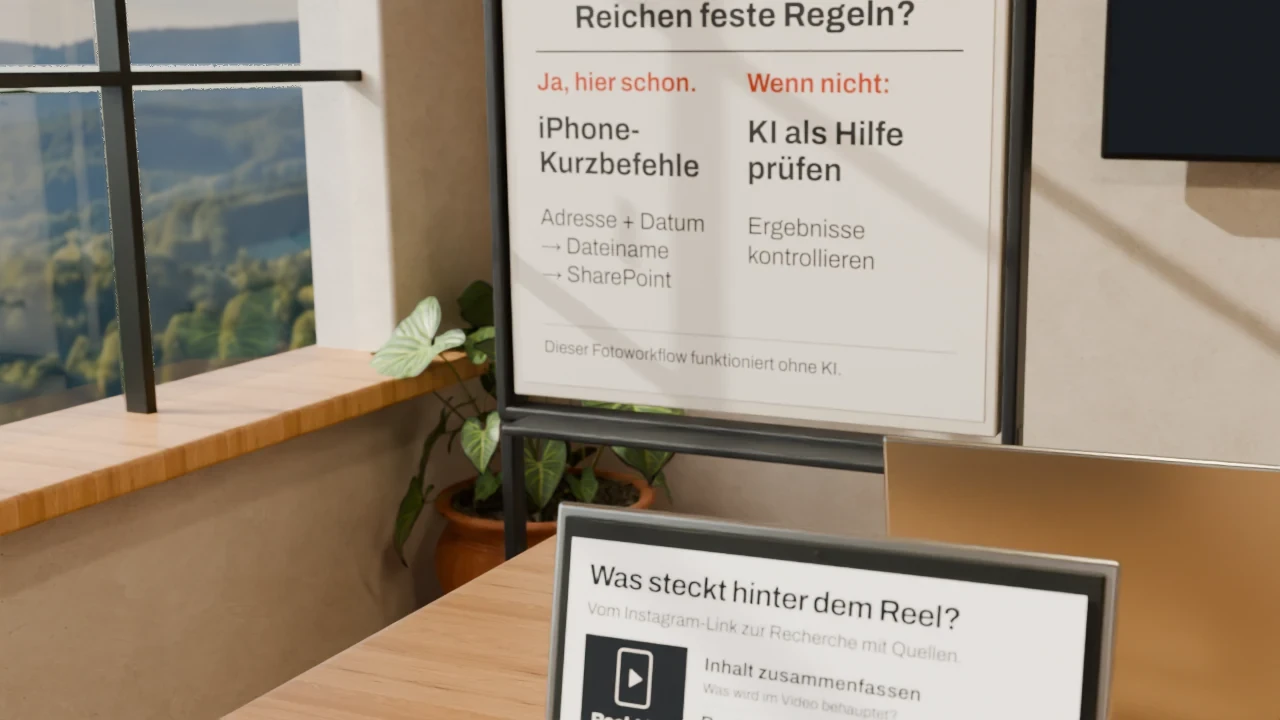 Reichen feste Regeln?
Ja, hier schon.
iPhone-
Kurzbefehle
Adresse + Datum
→ Dateiname
→ SharePoint
Wenn nicht:
KI als Hilfe
prüfen
Ergebnisse
kontrollieren
Dieser Fotoworkflow funktioniert ohne KI.
Was steckt hinter dem Reel?
Vom Instagram-Link zur Recherche mit Quellen.
Inhalt zusammenfassen
Was wird im Video behauptet?